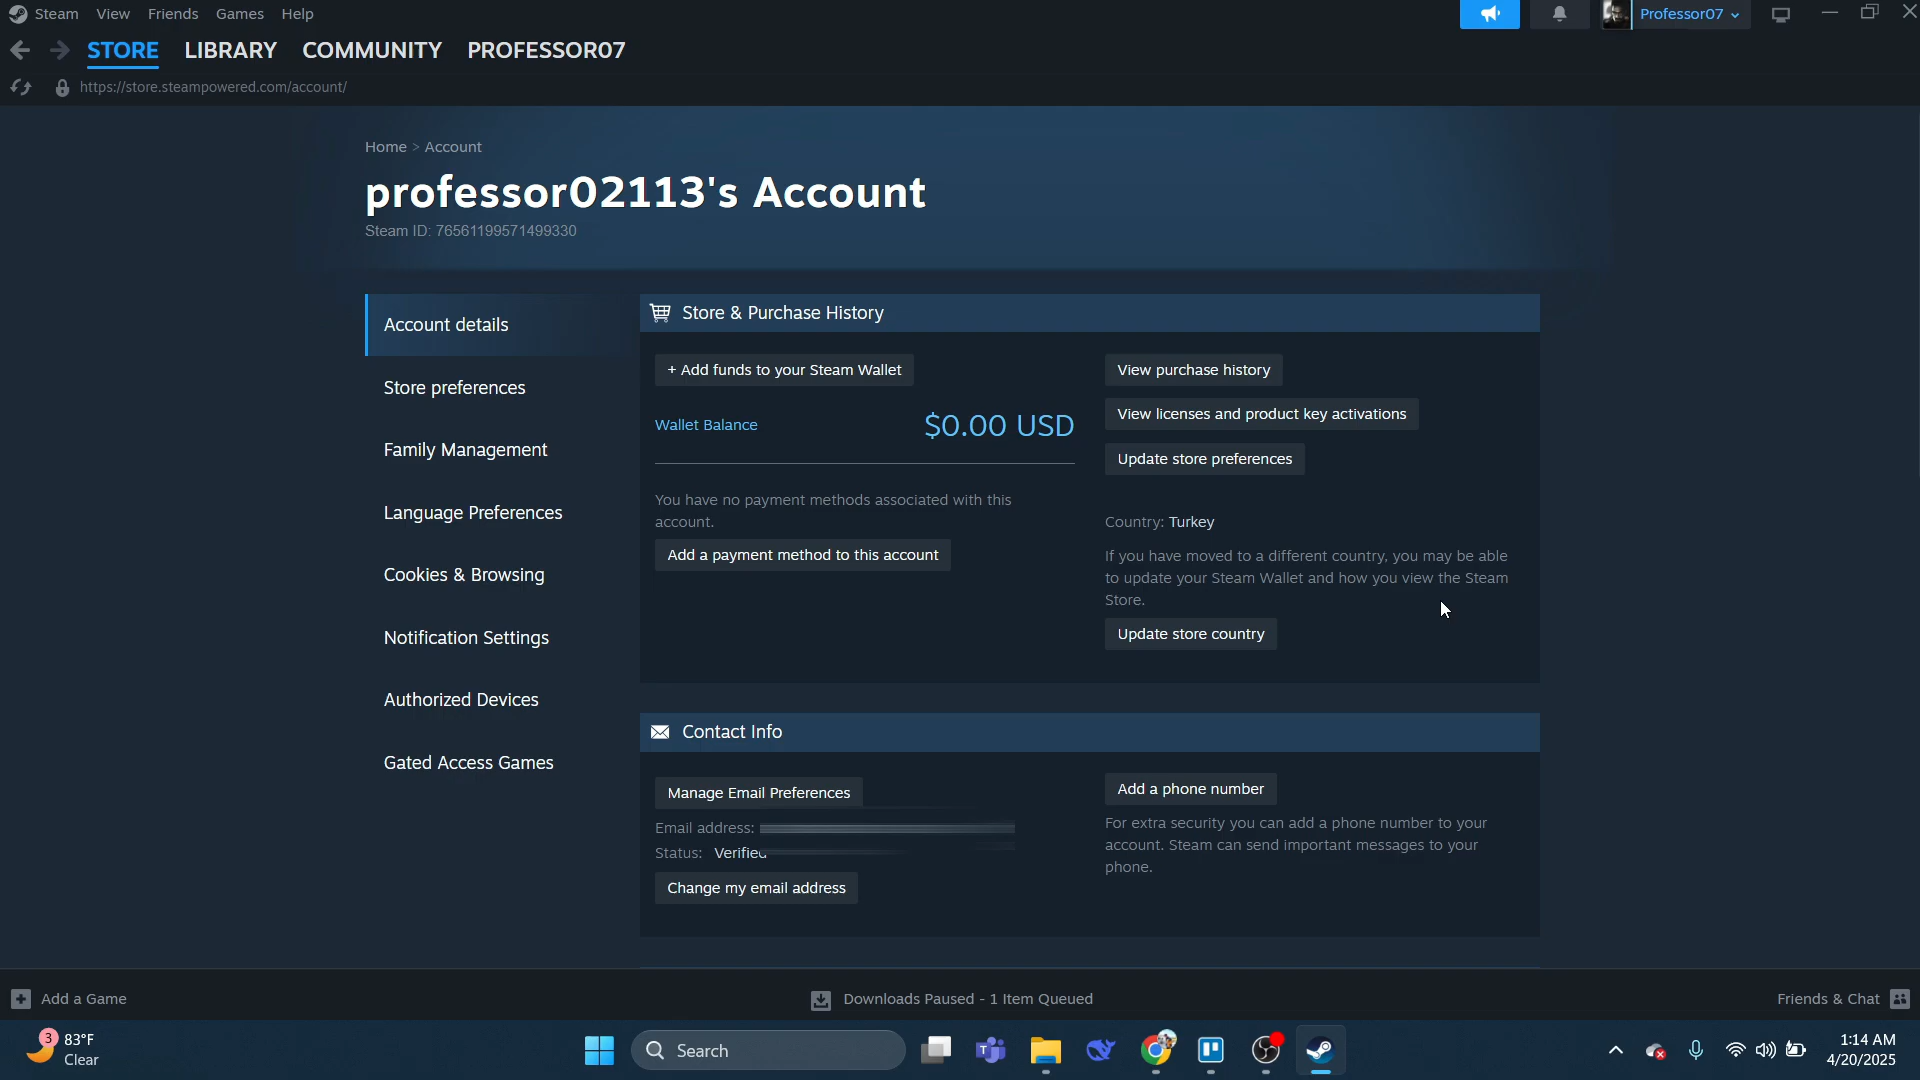 Steam View Friends Games Help
Professor07
STORE LIBRARY COMMUNITY PROFESSOR07
https://store.steampowered.com/account/
Home > Account
professor02113's Account
Steam ID: 76561199571499330
Account details
Store preferences
Family Management
Language Preferences
Cookies & Browsing
Notification Settings
Authorized Devices
Gated Access Games
Store & Purchase History
+ Add funds to your Steam Wallet
Wallet Balance $0.00 USD
You have no payment methods associated with this
account.
Add a payment method to this account
View purchase history
View licenses and product key activations
Update store preferences
Country: Turkey
If you have moved to a different country, you may be able
to update your Steam Wallet and how you view the Steam
Store.
Update store country
Contact Info
Manage Email Preferences
Email address:
Status: Verified
Change my email address
Add a phone number
For extra security you can add a phone number to your
account. Steam can send important messages to your
phone.
+ Add a Game
Downloads Paused - 1 Item Queued
Friends & Chat
3
83°F
Clear
Search
1:14 AM
4/20/2025